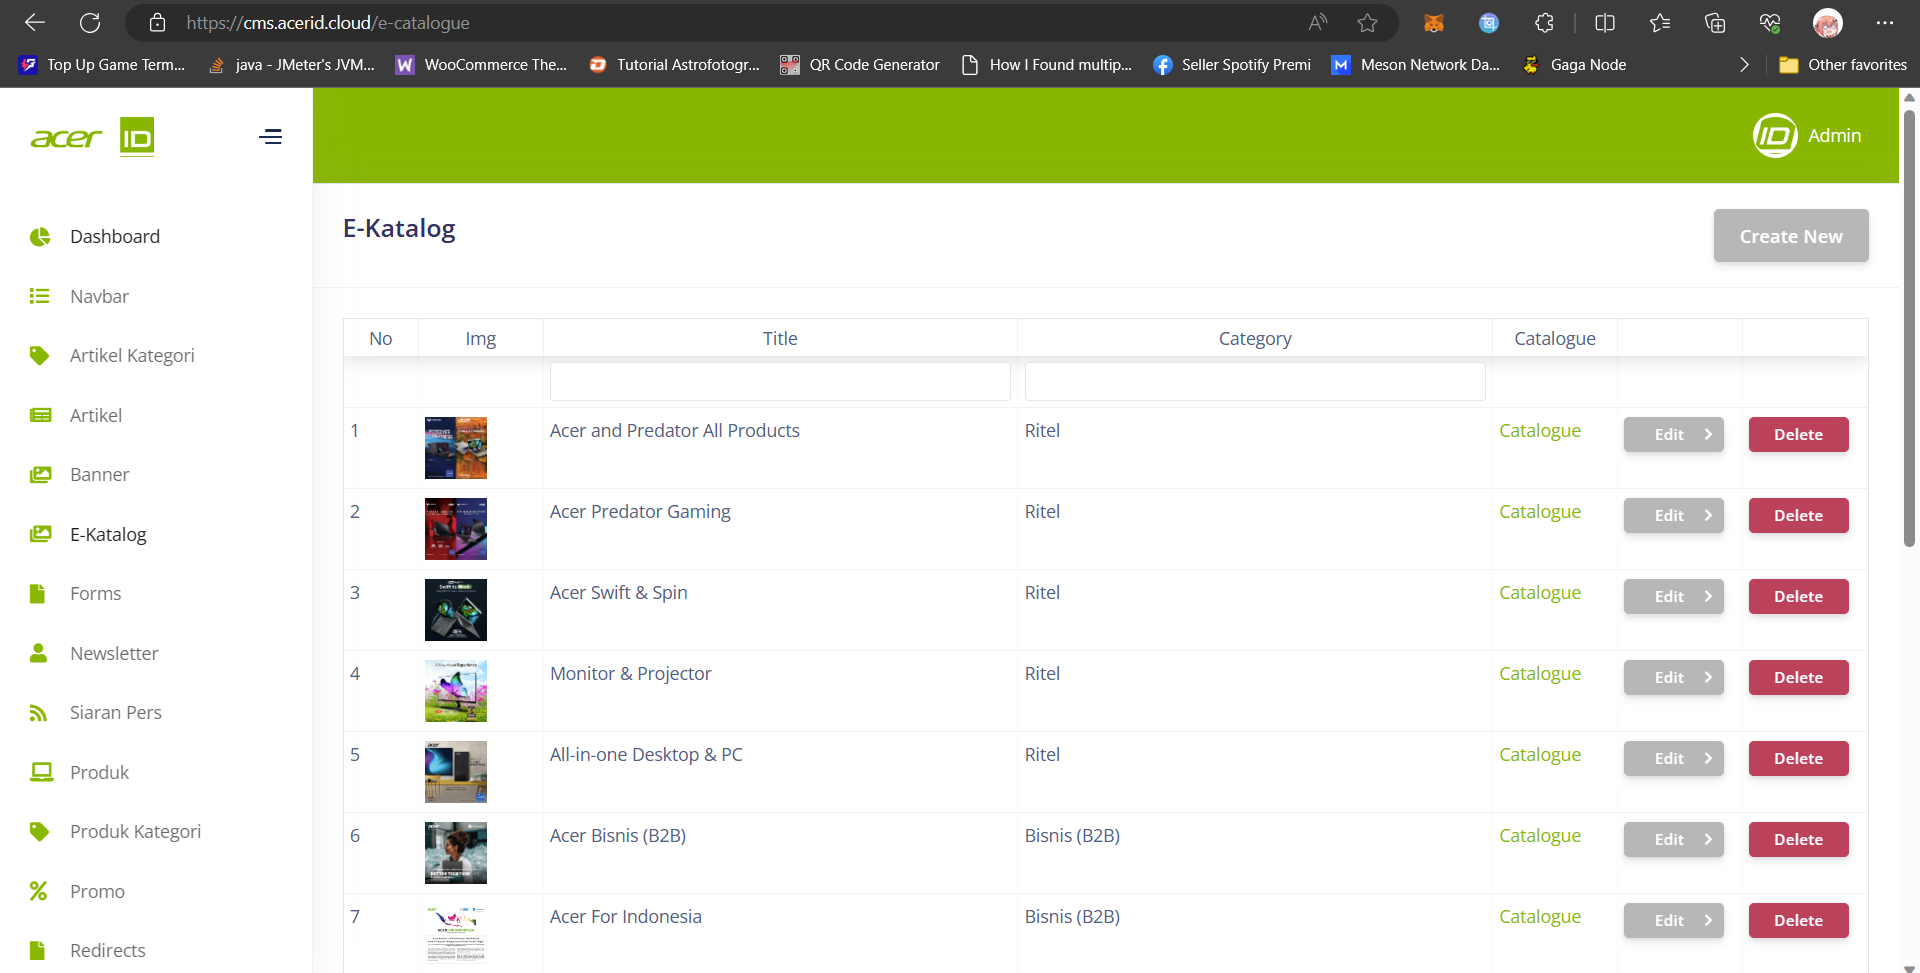 https://cms.acerid.cloud/e-catalogue
Top Up Game Term...
java - JMeter's JVM...
WooCommerce The...
Tutorial Astrofotogr...
QR Code Generator
How I Found multip...
Seller Spotify Premi
Meson Network Da...
Gaga Node
Other favorites
acer ID
ID Admin
Dashboard
Navbar
Artikel Kategori
Artikel
Banner
E-Katalog
Forms
Newsletter
Siaran Pers
Produk
Produk Kategori
Promo
Redirects
E-Katalog
Create New
No Img Title Category Catalogue
1 Acer and Predator All Products Ritel Catalogue Edit Delete
2 Acer Predator Gaming Ritel Catalogue Edit Delete
3 Acer Swift & Spin Ritel Catalogue Edit Delete
4 Monitor & Projector Ritel Catalogue Edit Delete
5 All-in-one Desktop & PC Ritel Catalogue Edit Delete
6 Acer Bisnis (B2B) Bisnis (B2B) Catalogue Edit Delete
7 Acer For Indonesia Bisnis (B2B) Catalogue Edit Delete